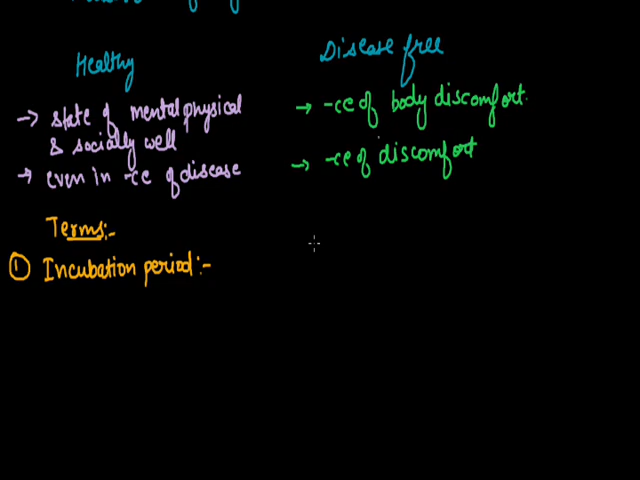 Healthy
Disease free
→ state of mental physical
& socially well
→ even in -ce of disease
→ -ce of body discomfort.
→ -ce of discomfort
Terms:-
① Incubation period:-